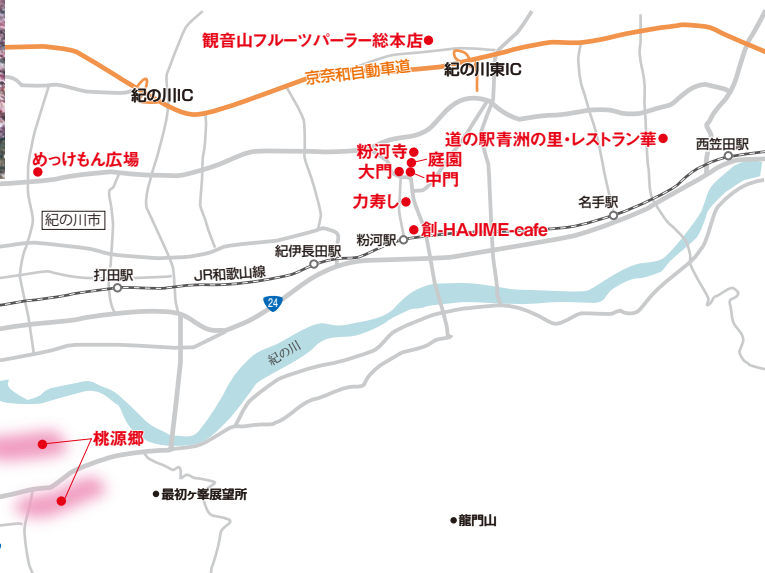 観音山フルーツパーラー総本店
京奈和自動車道
紀の川東IC
紀の川IC
道の駅青洲の里・レストラン華
西笠田駅
粉河寺
庭園
めっけもん広場
大門
中門
力寿し
名手駅
紀の川市
創-HAJIME-cafe
粉河駅
紀伊長田駅
打田駅
JR和歌山線
24
紀の川
桃源郷
最初ヶ峯展望所
龍門山